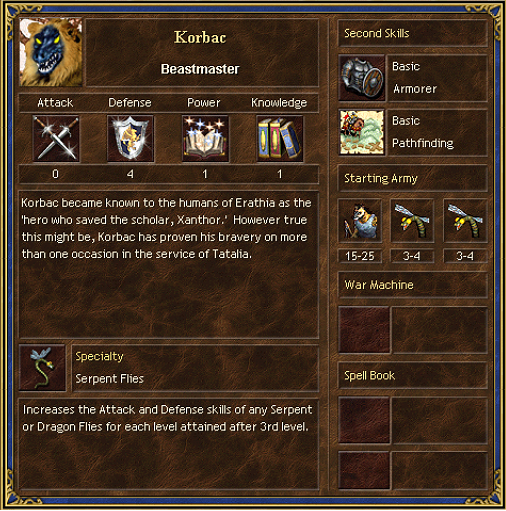 Korbac
Beastmaster
Attack Defense Power Knowledge
0 4 1 1
Korbac became known to the humans of Erathia as the
'hero who saved the scholar, Xanthor.' However true
this might be, Korbac has proven his bravery on more
than one occasion in the service of Tatalia.
Specialty
Serpent Flies
Increases the Attack and Defense skills of any Serpent
or Dragon Flies for each level attained after 3rd level.
Second Skills
Basic
Armorer
Basic
Pathfinding
Starting Army
15-25 3-4 3-4
War Machine
Spell Book